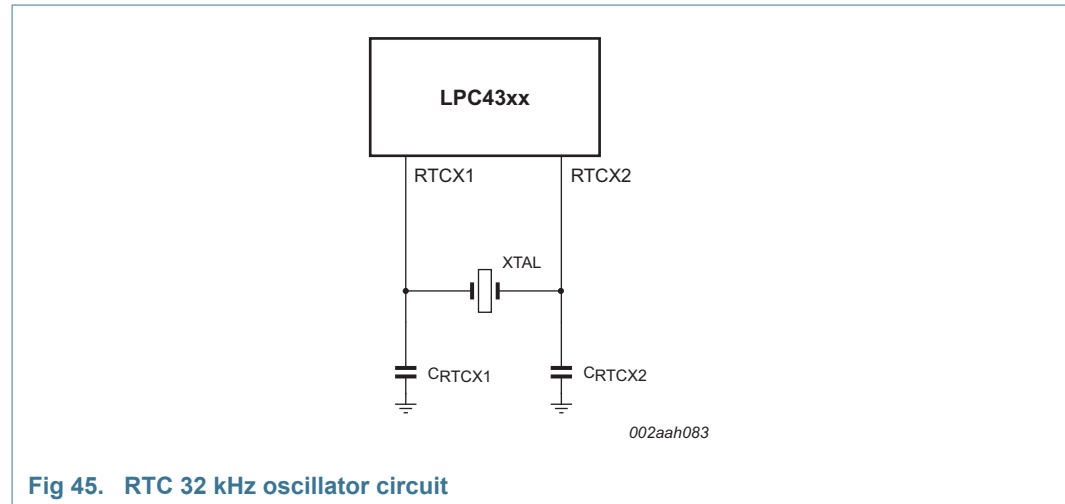 LPC43xx
RTCX1 RTCX2
XTAL
CRTCX1 CRTCX2
002aah083
Fig 45. RTC 32 kHz oscillator circuit